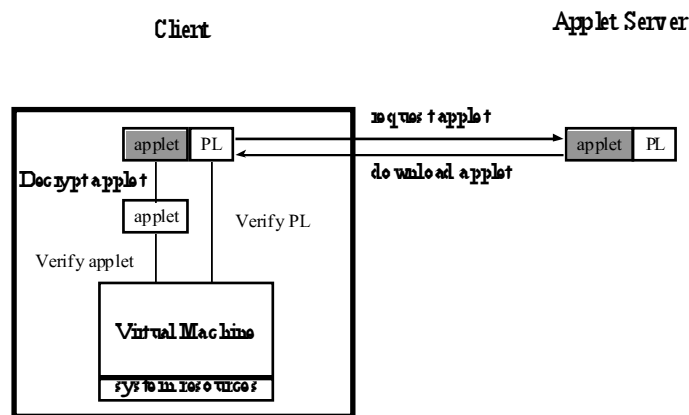 Client
Applet Server
request applet
applet PL
applet PL
download applet
Decrypt applet
applet
Verify PL
Verify applet
Virtual Machine
system resources